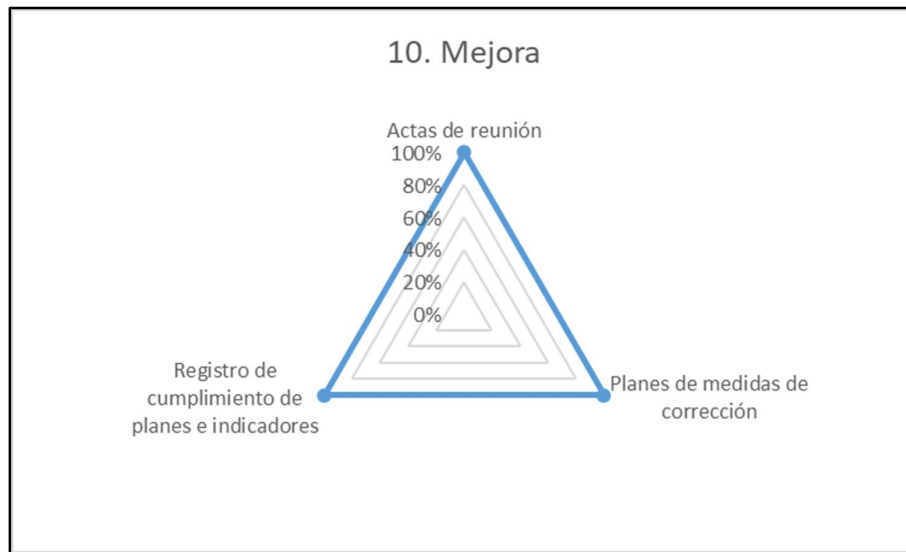 10. Mejora
Actas de reunión
100%
80%
60%
40%
20%
0%
Registro de
cumplimiento de
planes e indicadores
Planes de medidas de
corrección